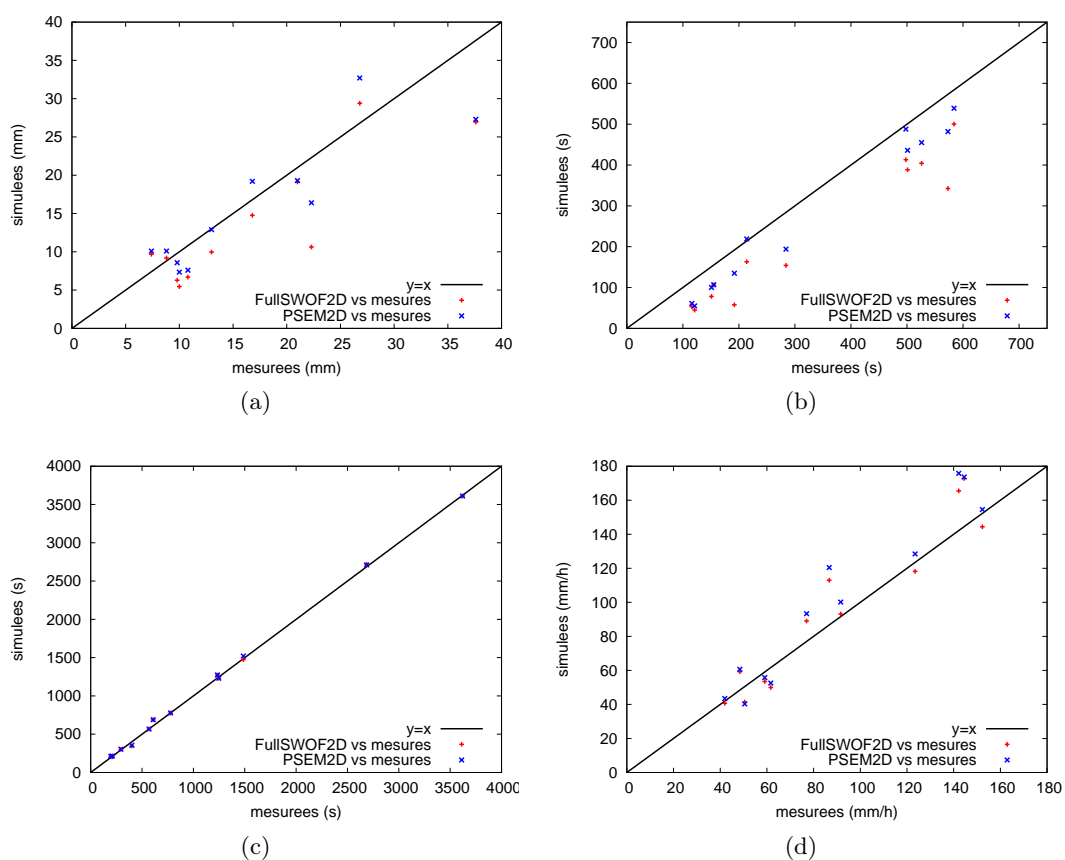 40
35
30
25
20
15
10
5
0
0 5 10 15 20 25 30 35 40
simulees (mm)
mesurees (mm)
y=x
FullSWOF2D vs mesures
PSEM2D vs mesures
(a)
700
600
500
400
300
200
100
0
0 100 200 300 400 500 600 700
simulees (s)
mesurees (s)
y=x
FullSWOF2D vs mesures
PSEM2D vs mesures
(b)
4000
3500
3000
2500
2000
1500
1000
500
0
0 500 1000 1500 2000 2500 3000 3500 4000
simulees (s)
mesurees (s)
y=x
FullSWOF2D vs mesures
PSEM2D vs mesures
(c)
180
160
140
120
100
80
60
40
20
0
0 20 40 60 80 100 120 140 160 180
simulees (mm/h)
mesurees (mm/h)
y=x
FullSWOF2D vs mesures
PSEM2D vs mesures
(d)